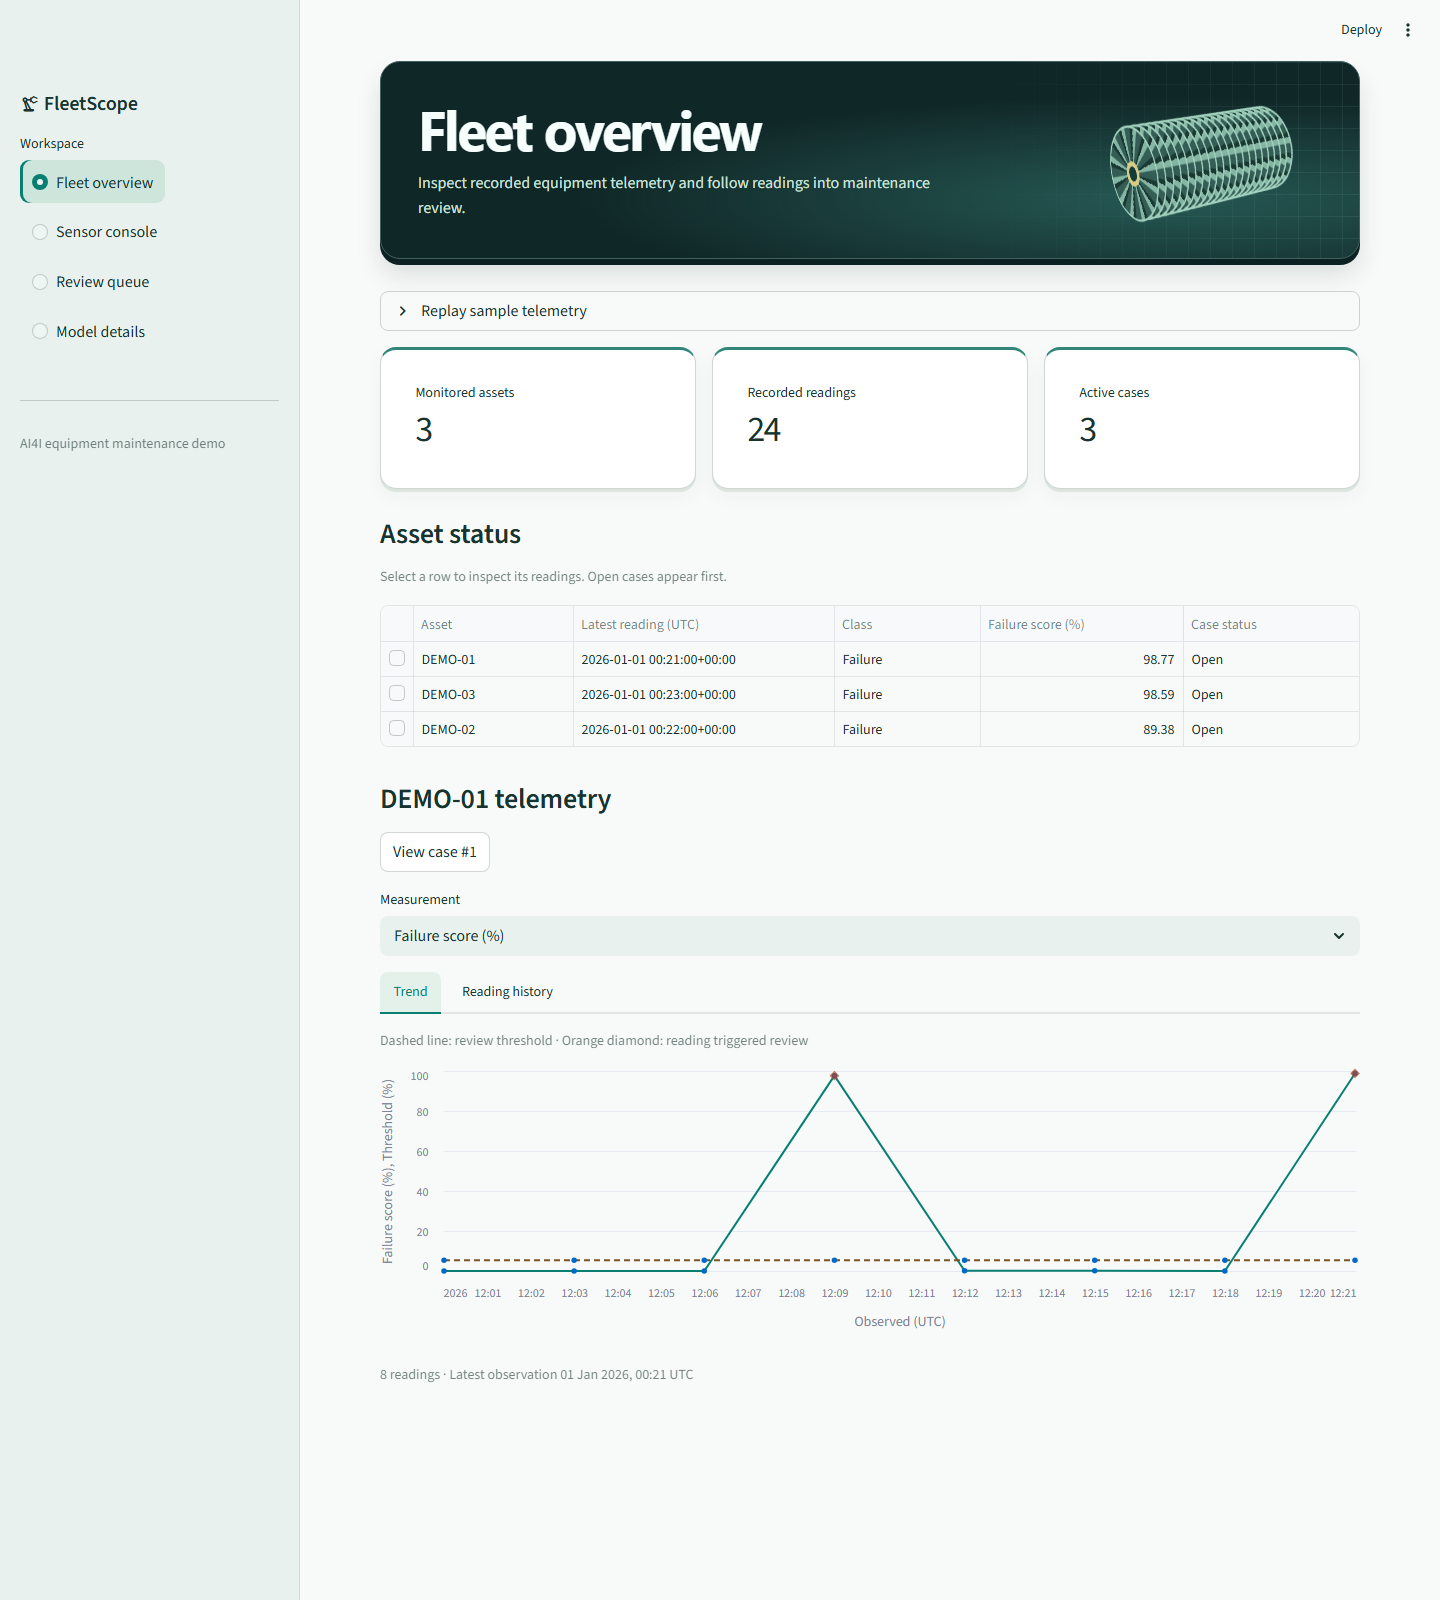 Deploy
FleetScope
Workspace
Fleet overview
Sensor console
Review queue
Model details
AI4I equipment maintenance demo
Fleet overview
Inspect recorded equipment telemetry and follow readings into maintenance
review.
Replay sample telemetry
Monitored assets
3
Recorded readings
24
Active cases
3
Asset status
Select a row to inspect its readings. Open cases appear first.
Asset Latest reading (UTC) Class Failure score (%) Case status
DEMO-01 2026-01-01 00:21:00+00:00 Failure 98.77 Open
DEMO-03 2026-01-01 00:23:00+00:00 Failure 98.59 Open
DEMO-02 2026-01-01 00:22:00+00:00 Failure 89.38 Open
DEMO-01 telemetry
View case #1
Measurement
Failure score (%)
Trend Reading history
Dashed line: review threshold · Orange diamond: reading triggered review
Failure score (%), Threshold (%)
100
80
60
40
20
0
2026 12:01 12:02 12:03 12:04 12:05 12:06 12:07 12:08 12:09 12:10 12:11 12:12 12:13 12:14 12:15 12:16 12:17 12:18 12:19 12:20 12:21
Observed (UTC)
8 readings · Latest observation 01 Jan 2026, 00:21 UTC